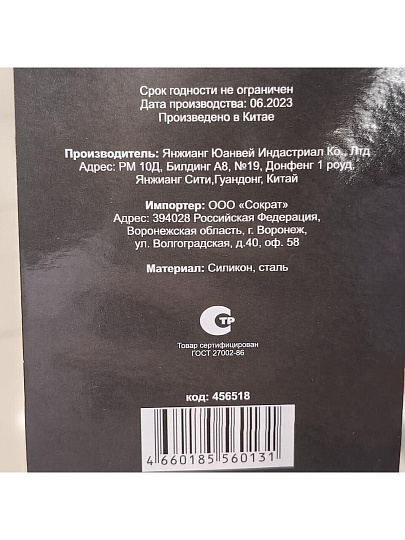 Срок годности не ограничен
Дата производства: 06.2023
Произведено в Китае
Производитель: Янжианг Юанвей Индастриал Ко., Лтд
Адрес: РМ 10Д, Билдинг А8, №19, Донфенг 1 роуд,
Янжианг Сити,Гуандонг, Китай
Импортер: ООО «Сократ»
Адрес: 394028 Российская Федерация,
Воронежская область, г. Воронеж,
ул. Волгоградская, д.40, оф. 58
Материал: Силикон, сталь
СТР
Товар сертифицирован
ГОСТ 27002-86
код: 456518
4 660185 560131